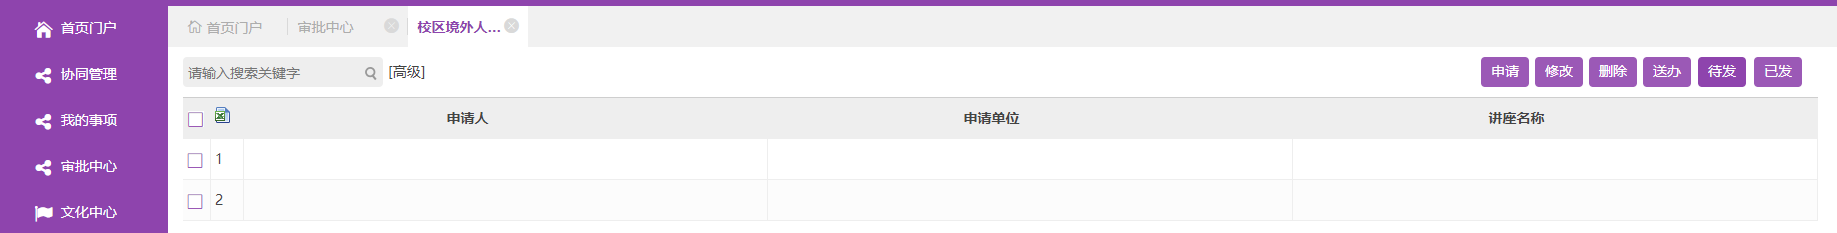 首页门户
协同管理
我的事项
审批中心
文化中心
首页门户 审批中心 校区境外人...
请输入搜索关键字 [高级] 申请 修改 删除 送办 待发 已发
申请人 申请单位 讲座名称
1
2